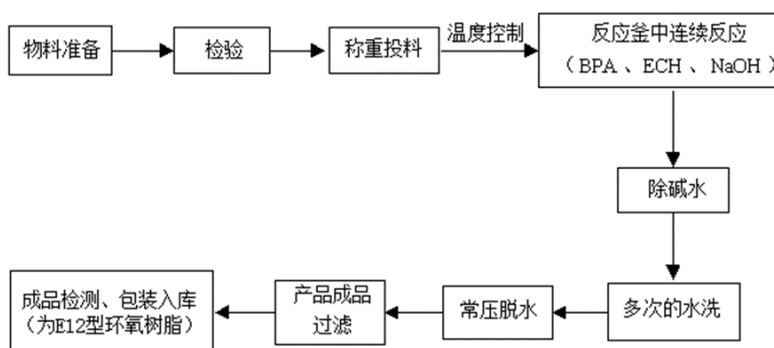 物料准备
检验
称重投料
温度控制
反应釜中连续反应
（BPA 、ECH 、 NaOH ）
除碱水
多次的水洗
常压脱水
产品成品
过滤
成品检测、包装入库
（为E12型环氧树脂）